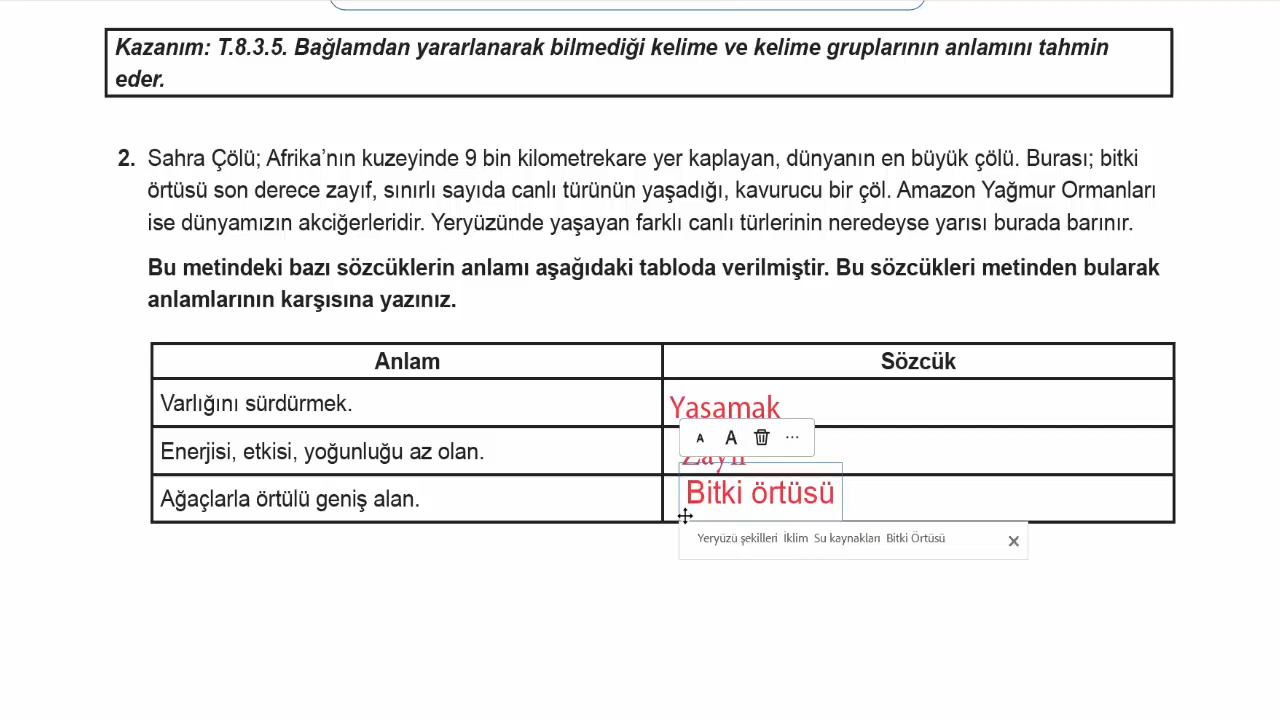 Kazanım: T.8.3.5. Bağlamdan yararlanarak bilmediği kelime ve kelime gruplarının anlamını tahmin
eder.
2. Sahra Çölü; Afrika’nın kuzeyinde 9 bin kilometrekare yer kaplayan, dünyanın en büyük çölü. Burası; bitki
örtüsü son derece zayıf, sınırlı sayıda canlı türünün yaşadığı, kavurucu bir çöl. Amazon Yağmur Ormanları
ise dünyamızın akciğerleridir. Yeryüzünde yaşayan farklı canlı türlerinin neredeyse yarısı burada barınır.
Bu metindeki bazı sözcüklerin anlamı aşağıdaki tabloda verilmiştir. Bu sözcükleri metinden bularak
anlamlarının karşısına yazınız.
Anlam Sözcük
Varlığını sürdürmek. Yasamak
A A ...
Enerjisi, etkisi, yoğunluğu az olan. Zayıf
Ağaçlarla örtülü geniş alan. Bitki örtüsü
Yeryüzü şekilleri İklim Su kaynakları Bitki Örtüsü